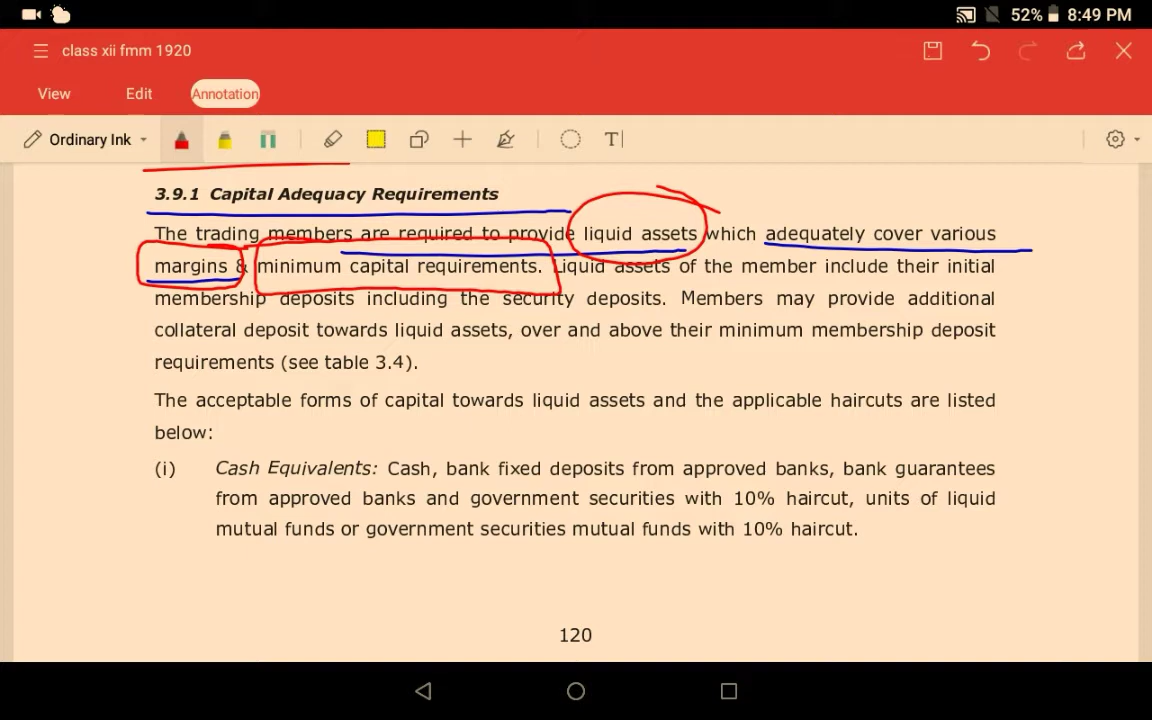 52% 8:49 PM
class xii fmm 1920
View Edit Annotation
Ordinary Ink T
3.9.1 Capital Adequacy Requirements
The trading members are required to provide liquid assets which adequately cover various
margins & minimum capital requirements. Liquid assets of the member include their initial
membership deposits including the security deposits. Members may provide additional
collateral deposit towards liquid assets, over and above their minimum membership deposit
requirements (see table 3.4).
The acceptable forms of capital towards liquid assets and the applicable haircuts are listed
below:
(i) Cash Equivalents: Cash, bank fixed deposits from approved banks, bank guarantees
from approved banks and government securities with 10% haircut, units of liquid
mutual funds or government securities mutual funds with 10% haircut.
120